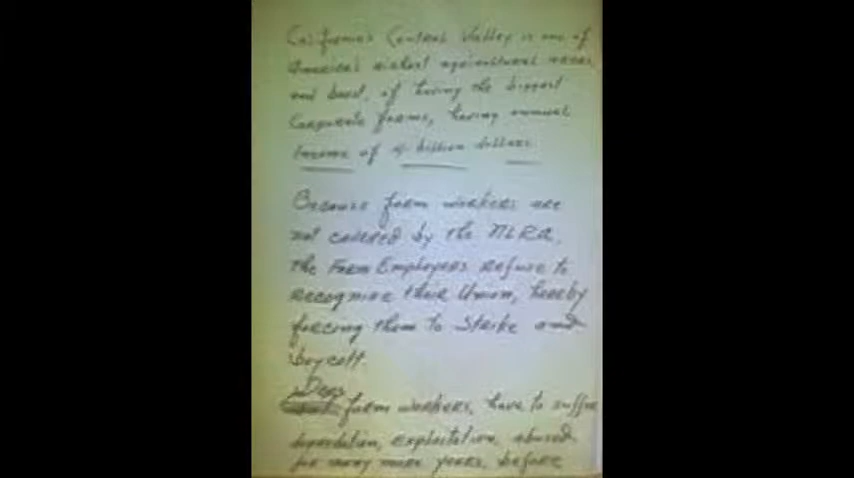 California's Central Valley is one of
America's richest agricultural areas,
and boast, of having the biggest
Corporate farms, having annual
Income of 4 billion dollars
Because farm workers are
not covered by the NLRA,
the Farm Employers refuse to
recognize their Union, hereby
forcing them to Strike and
boycott.
Does
farm workers, have to suffer
degradation, exploitation, abused
for many more years, before